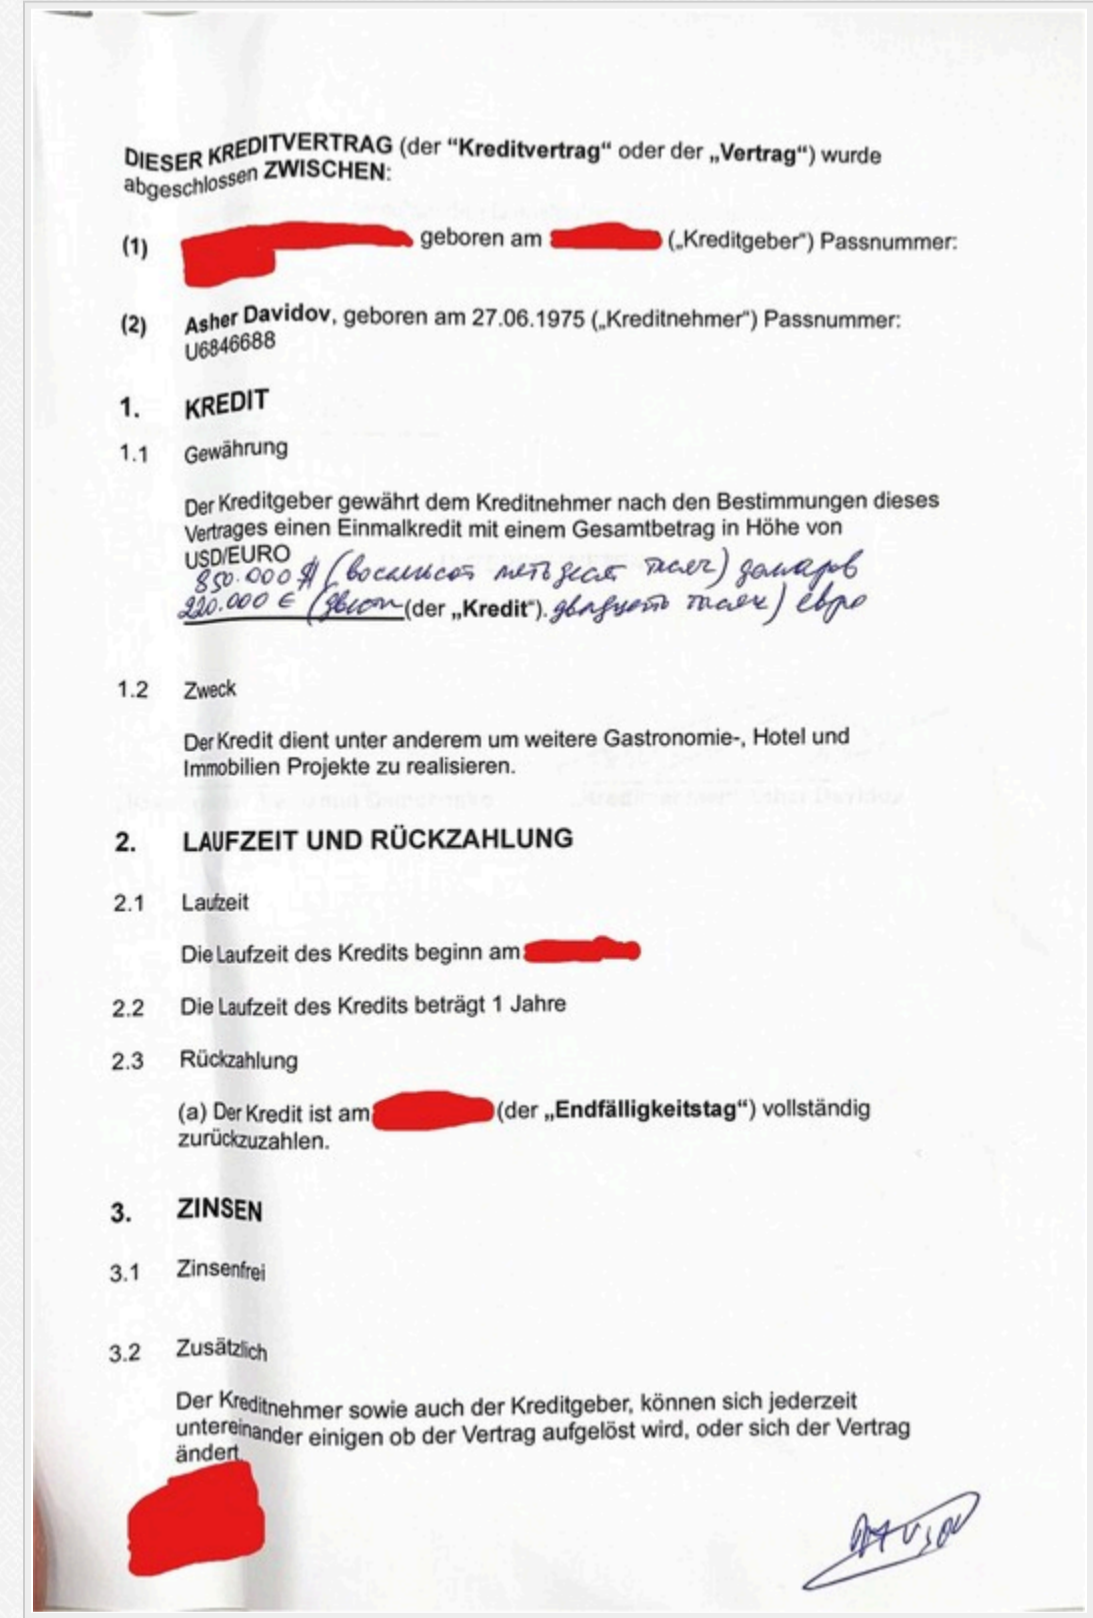 DIESER KREDITVERTRAG (der “Kreditvertrag“ oder der „Vertrag“) wurde
abgeschlossen ZWISCHEN:
(1) geboren am („Kreditgeber“) Passnummer:
(2) Asher Davidov, geboren am 27.06.1975 („Kreditnehmer“) Passnummer:
U6846688
1. KREDIT
1.1 Gewährung
Der Kreditgeber gewährt dem Kreditnehmer nach den Bestimmungen dieses
Vertrages einen Einmalkredit mit einem Gesamtbetrag in Höhe von
USD/EURO
850.000 $ (восемьсот пятьдесят тысяч) долларов
220.000 € (двести (der „Kredit“). двадцать тысяч) евро
1.2 Zweck
Der Kredit dient unter anderem um weitere Gastronomie-, Hotel und
Immobilien Projekte zu realisieren.
2. LAUFZEIT UND RÜCKZAHLUNG
2.1 Laufzeit
Die Laufzeit des Kredits beginn am
2.2 Die Laufzeit des Kredits beträgt 1 Jahre
2.3 Rückzahlung
(a) Der Kredit ist am (der „Endfälligkeitstag“) vollständig
zurückzuzahlen.
3. ZINSEN
3.1 Zinsenfrei
3.2 Zusätzlich
Der Kreditnehmer sowie auch der Kreditgeber, können sich jederzeit
untereinander einigen ob der Vertrag aufgelöst wird, oder sich der Vertrag
ändert.